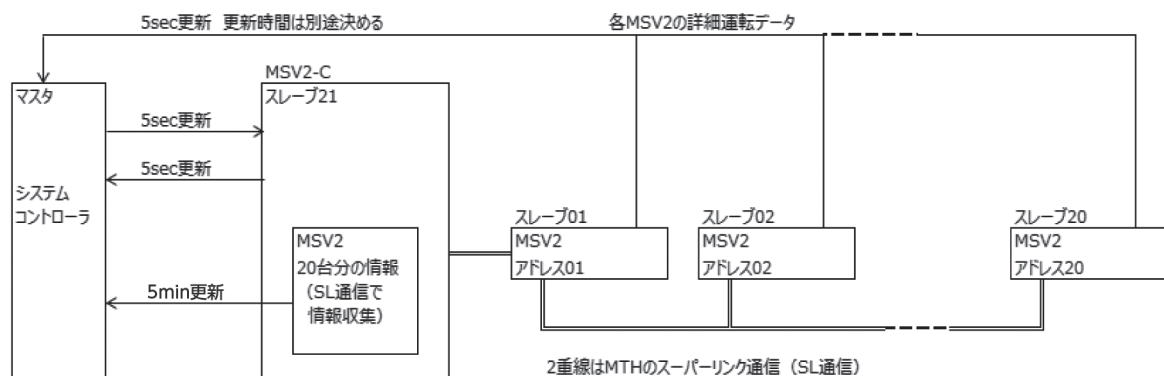 5sec更新 更新時間は別途決める
各MSV2の詳細運転データ
MSV2-C
マスタ
スレーブ21
5sec更新
5sec更新
システム
コントローラ
スレーブ01
スレーブ02
スレーブ20
MSV2
20台分の情報
(SL通信で
情報収集)
MSV2
アドレス01
MSV2
アドレス02
MSV2
アドレス20
5min更新
2重線はMTHのスーパーリンク通信(SL通信)